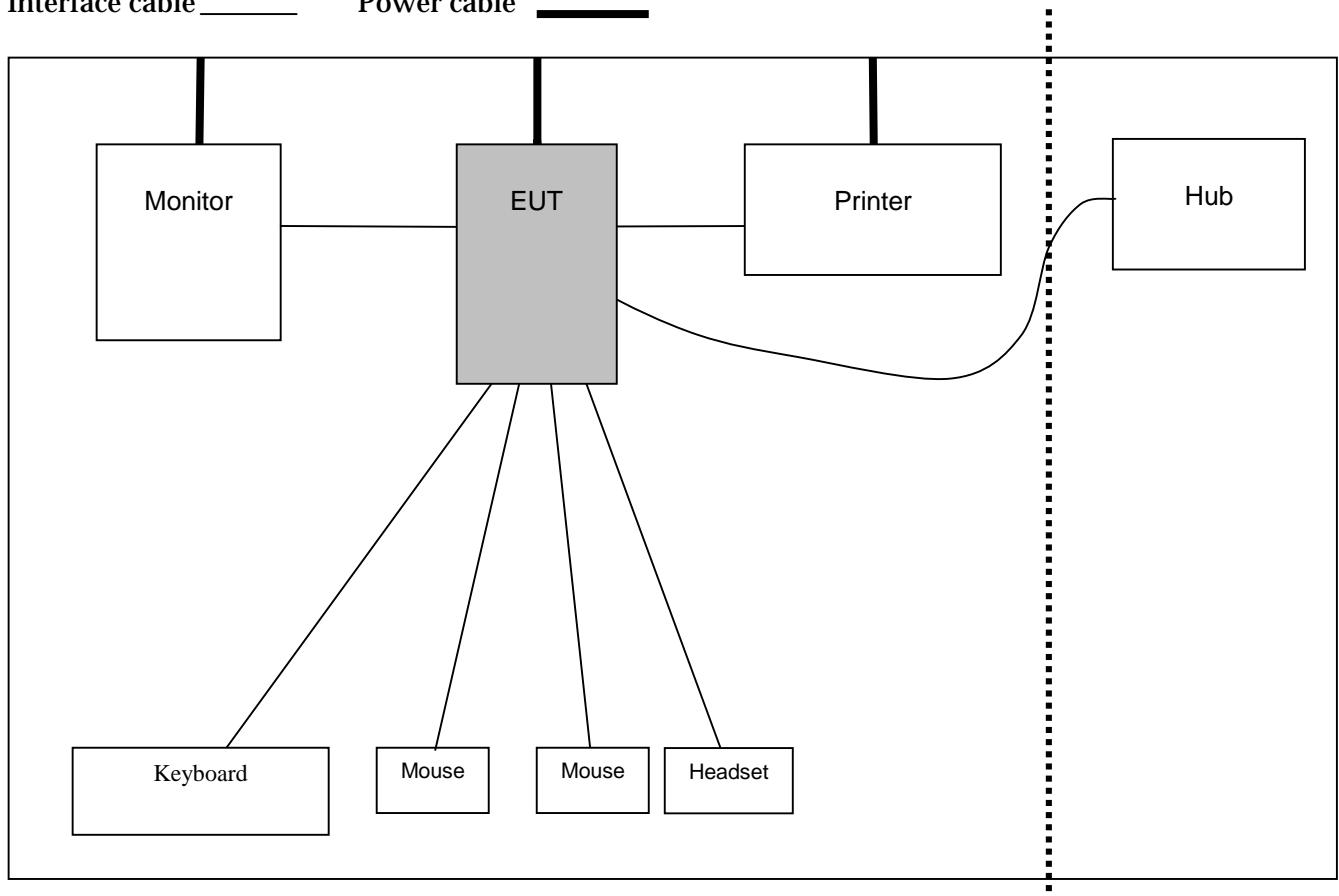 Interface cable Power cable
Monitor EUT Printer Hub
Keyboard Mouse Mouse Headset